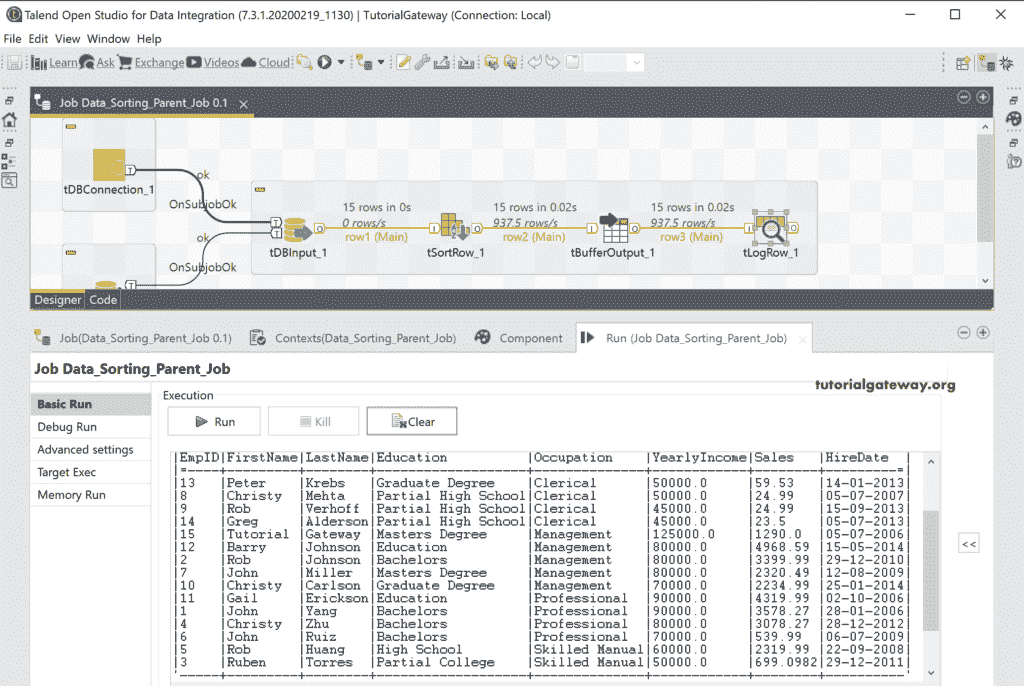 Talend Open Studio for Data Integration (7.3.1.20200219_1130) | TutorialGateway (Connection: Local)
File Edit View Window Help
Learn Ask Exchange Videos Cloud
Job Data_Sorting_Parent_Job 0.1
ok
tDBConnection_1
OnSubjobOk
15 rows in 0s 15 rows in 0.02s 15 rows in 0.02s
0 rows/s 937.5 rows/s 937.5 rows/s
row1 (Main) row2 (Main) row3 (Main)
ok
tDBInput_1 tSortRow_1 tBufferOutput_1 tLogRow_1
OnSubjobOk
Designer Code
Job(Data_Sorting_Parent_Job 0.1) Contexts(Data_Sorting_Parent_Job) Component Run (Job Data_Sorting_Parent_Job)
Job Data_Sorting_Parent_Job
tutorialgateway.org
Basic Run
Debug Run
Advanced settings
Target Exec
Memory Run
Execution
Run Kill Clear
|EmpID|FirstName|LastName|Education |Occupation |YearlyIncome|Sales |HireDate |
|13 |Peter |Krebs |Graduate Degree |Clerical |50000.0 |59.53 |14-01-2013|
|8 |Christy |Mehta |Partial High School|Clerical |50000.0 |24.99 |05-07-2007|
|9 |Rob |Verhoff |Partial High School|Clerical |45000.0 |24.99 |15-09-2013|
|14 |Greg |Alderson|Partial High School|Clerical |45000.0 |23.5 |05-07-2013|
|15 |Tutorial |Gateway |Masters Degree |Management |125000.0 |1290.0 |05-07-2006|
|12 |Barry |Johnson |Education |Management |80000.0 |4968.59 |15-05-2014|
|2 |Rob |Johnson |Bachelors |Management |80000.0 |3399.99 |29-12-2010|
|7 |John |Miller |Masters Degree |Management |80000.0 |2320.49 |12-08-2009|
|10 |Christy |Carlson |Graduate Degree |Management |70000.0 |2234.99 |25-01-2014|
|11 |Gail |Erickson|Education |Professional |90000.0 |4319.99 |02-10-2006|
|1 |John |Yang |Bachelors |Professional |90000.0 |3578.27 |28-01-2006|
|4 |Christy |Zhu |Bachelors |Professional |80000.0 |3078.27 |28-12-2012|
|6 |John |Ruiz |Bachelors |Professional |70000.0 |539.99 |06-07-2009|
|5 |Rob |Huang |High School |Skilled Manual|60000.0 |2319.99 |22-09-2008|
|3 |Ruben |Torres |Partial College |Skilled Manual|50000.0 |699.0982|29-12-2011|
<<